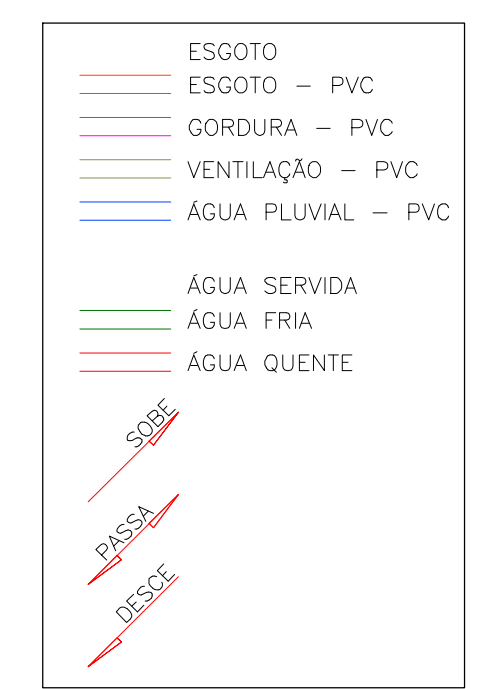 ESGOTO
ESGOTO – PVC
GORDURA – PVC
VENTILAÇÃO – PVC
ÁGUA PLUVIAL – PVC
ÁGUA SERVIDA
ÁGUA FRIA
ÁGUA QUENTE
SOBE
PASSA
DESCE